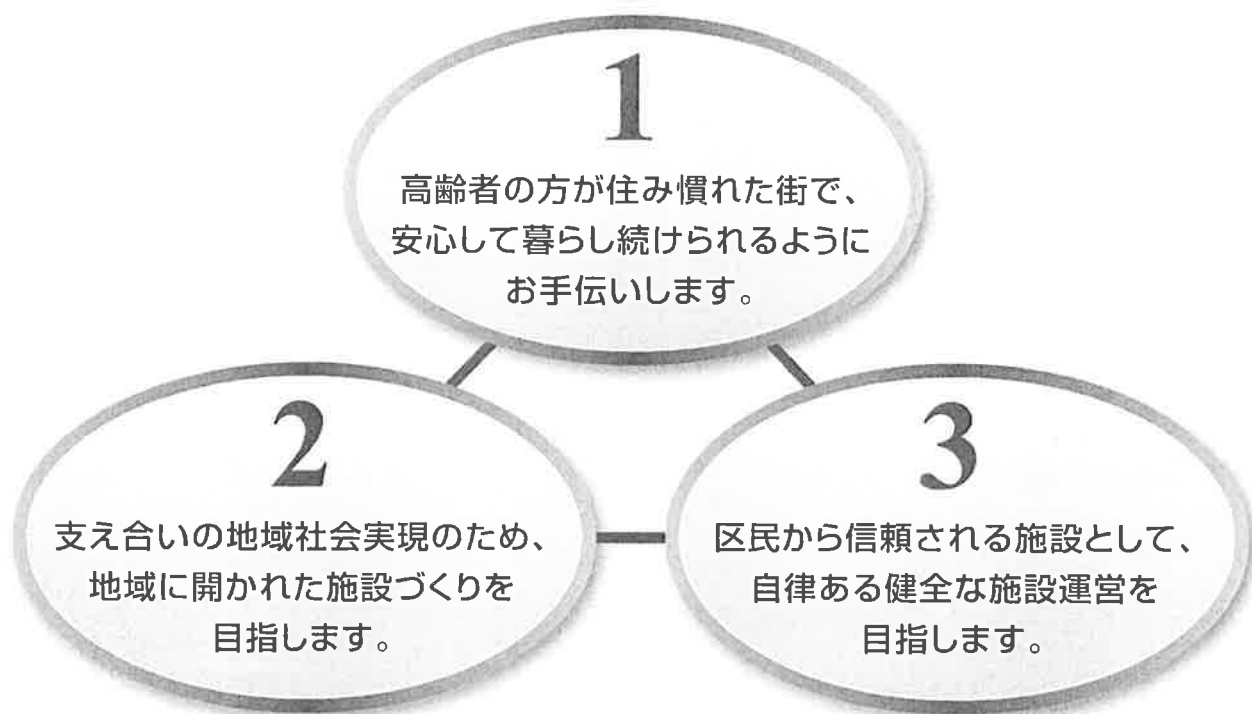 1
高齢者の方が住み慣れた街で、
安心して暮らし続けられるように
お手伝いします。
2
支え合いの地域社会実現のため、
地域に開かれた施設づくりを
目指します。
3
区民から信頼される施設として、
自律ある健全な施設運営を
目指します。